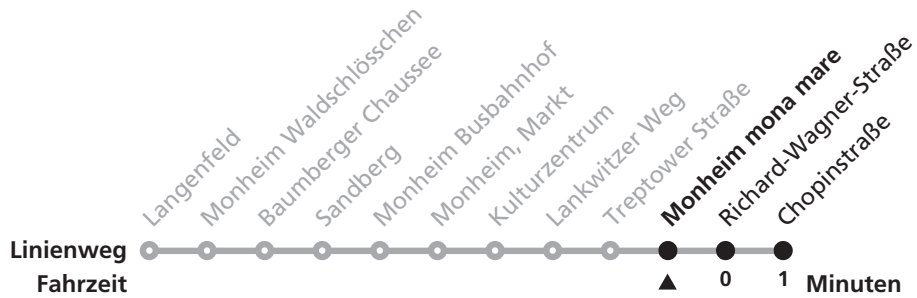 Langenfeld
Monheim Waldschlösschen
Baumberger Chaussee
Sandberg
Monheim Busbahnhof
Monheim, Markt
Kulturzentrum
Lankwitzer Weg
Treptower Straße
Monheim mona mare
Richard-Wagner-Straße
Chopinstraße
Linienweg
Fahrzeit 0 1 Minuten